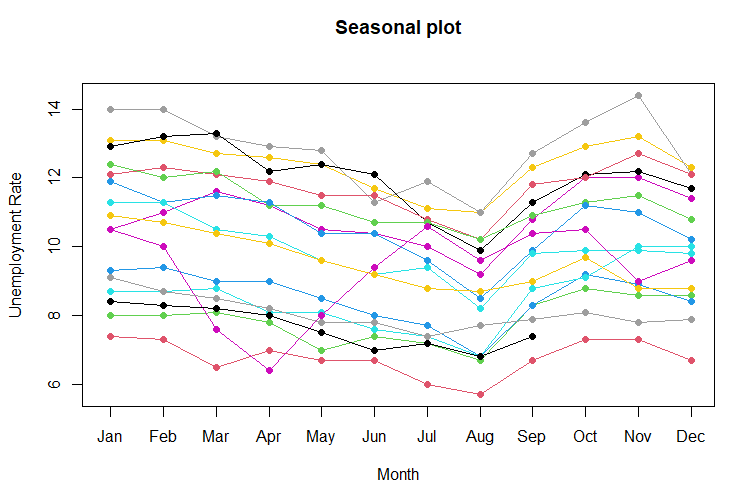 Seasonal plot
Unemployment Rate
14
12
10
8
6
Jan Feb Mar Apr May Jun Jul Aug Sep Oct Nov Dec
Month